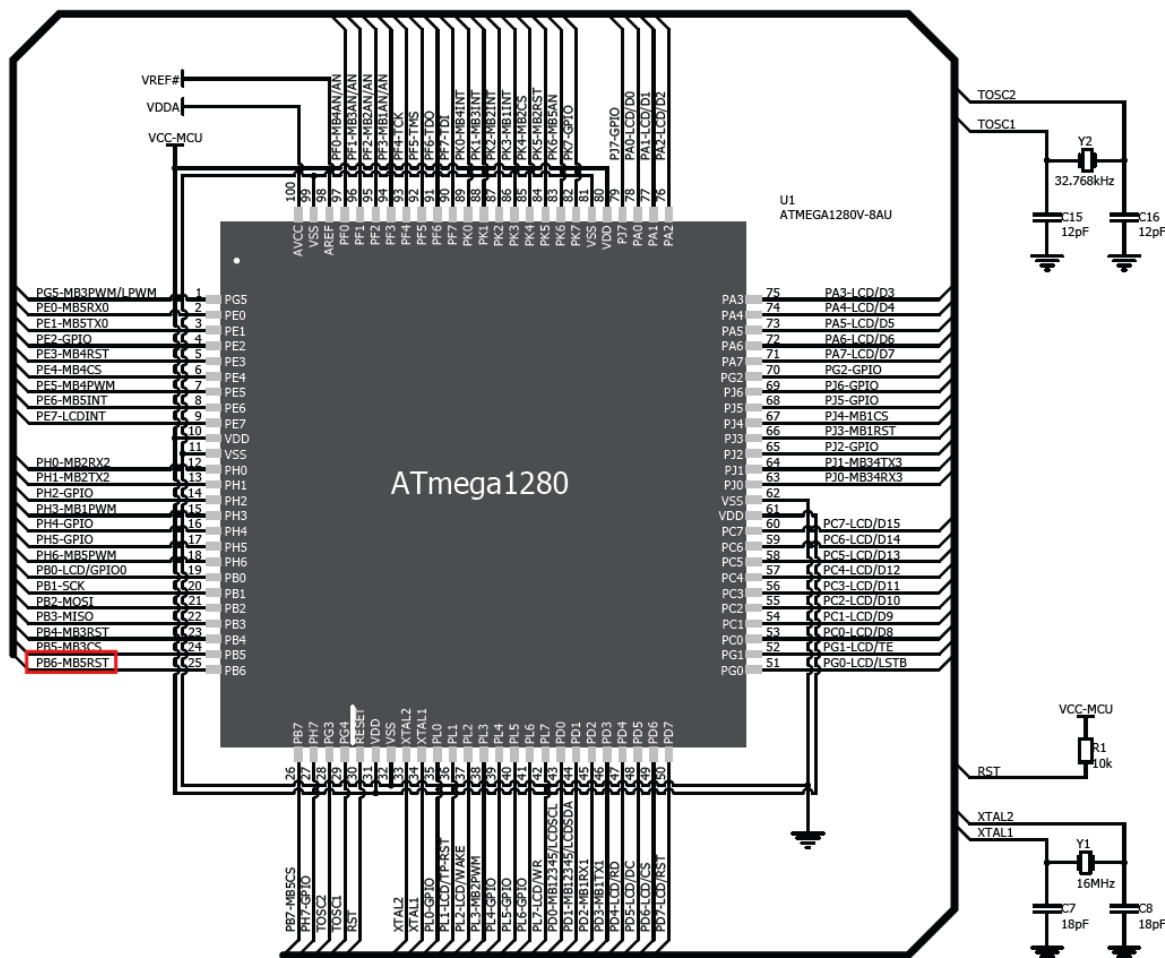 VREF#
VDDA
VCC-MCU
PF0-MB4AN/AN
PF1-MB3AN/AN
PF2-MB2AN/AN
PF3-MB1AN/AN
PF4-TCK
PF5-TMS
PF6-TDO
PF7-TDI
PK0-MB4INT
PK1-MB3INT
PK2-MB2INT
PK3-MB1INT
PK4-MB2CS
PK5-MB2RST
PK6-MB5AN
PK7-GPIO
PJ7-GPIO
PA0-LCD/D0
PA1-LCD/D1
PA2-LCD/D2
100 99 98 97 96 95 94 93 92 91 90 89 88 87 86 85 84 83 82 81 80 79 78 77 76
AVCC VSS AREF PF0 PF1 PF2 PF3 PF4 PF5 PF6 PF7 PK0 PK1 PK2 PK3 PK4 PK5 PK6 PK7 VSS VDD PJ7 PA0 PA1 PA2
U1
ATMEGA1280V-8AU
TOSC2
TOSC1
Y2
32.768kHz
C15
12pF
C16
12pF
PG5-MB3PWM/LPWM 1 PG5
PE0-MB5RX0 2 PE0
PE1-MB5TX0 3 PE1
PE2-GPIO 4 PE2
PE3-MB4RST 5 PE3
PE4-MB4CS 6 PE4
PE5-MB4PWM 7 PE5
PE6-MB5INT 8 PE6
PE7-LCDINT 9 PE7
10 VDD
11 VSS
PH0-MB2RX2 12 PH0
PH1-MB2TX2 13 PH1
PH2-GPIO 14 PH2
PH3-MB1PWM 15 PH3
PH4-GPIO 16 PH4
PH5-GPIO 17 PH5
PH6-MB5PWM 18 PH6
PB0-LCD/GPIO0 19 PB0
PB1-SCK 20 PB1
PB2-MOSI 21 PB2
PB3-MISO 22 PB3
PB4-MB3RST 23 PB4
PB5-MB3CS 24 PB5
PB6-MB5RST 25 PB6
ATmega1280
PA3 75 PA3-LCD/D3
PA4 74 PA4-LCD/D4
PA5 73 PA5-LCD/D5
PA6 72 PA6-LCD/D6
PA7 71 PA7-LCD/D7
PG2 70 PG2-GPIO
PJ6 69 PJ6-GPIO
PJ5 68 PJ5-GPIO
PJ4 67 PJ4-MB1CS
PJ3 66 PJ3-MB1RST
PJ2 65 PJ2-GPIO
PJ1 64 PJ1-MB34TX3
PJ0 63 PJ0-MB34RX3
VSS 62
VDD 61
PC7 60 PC7-LCD/D15
PC6 59 PC6-LCD/D14
PC5 58 PC5-LCD/D13
PC4 57 PC4-LCD/D12
PC3 56 PC3-LCD/D11
PC2 55 PC2-LCD/D10
PC1 54 PC1-LCD/D9
PC0 53 PC0-LCD/D8
PG1 52 PG1-LCD/TE
PG0 51 PG0-LCD/LSTB
PB7 PH7 PG3 PG4 RESET VDD VSS XTAL2 XTAL1 PL0 PL1 PL2 PL3 PL4 PL5 PL6 PL7 PD0 PD1 PD2 PD3 PD4 PD5 PD6 PD7
26 27 28 29 30 31 32 33 34 35 36 37 38 39 40 41 42 43 44 45 46 47 48 49 50
PB7-MB5CS
PH7-GPIO
TOSC2
TOSC1
RST
XTAL2
XTAL1
PL0-GPIO
PL1-LCD/TP-RST
PL2-LCD/WAKE
PL3-MB2PWM
PL4-GPIO
PL5-GPIO
PL6-GPIO
PL7-LCD/WR
PD0-MB12345/LCDSCL
PD1-MB12345/LCDSDA
PD2-MB1RX1
PD3-MB1TX1
PD4-LCD/RD
PD5-LCD/DC
PD6-LCD/CS
PD7-LCD/RST
VCC-MCU
R1
10k
RST
XTAL2
XTAL1
Y1
16MHz
C7
18pF
C8
18pF